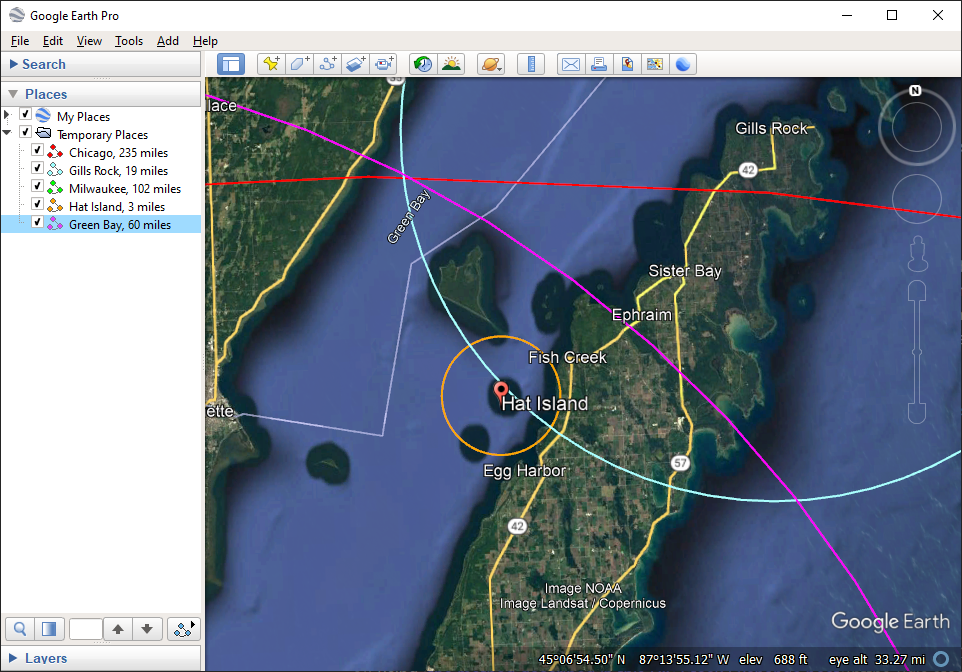 Google Earth Pro
File Edit View Tools Add Help
Search
Places
My Places
Temporary Places
Chicago, 235 miles
Gills Rock, 19 miles
Milwaukee, 102 miles
Hat Island, 3 miles
Green Bay, 60 miles
Layers
lace
N
Gills Rock
42
Green Bay
Sister Bay
Ephraim
Fish Creek
Hat Island
ette
57
Egg Harbor
42
Image NOAA
Image Landsat / Copernicus
Google Earth
45°06'54.50" N 87°13'55.12" W elev 688 ft eye alt 33.27 mi